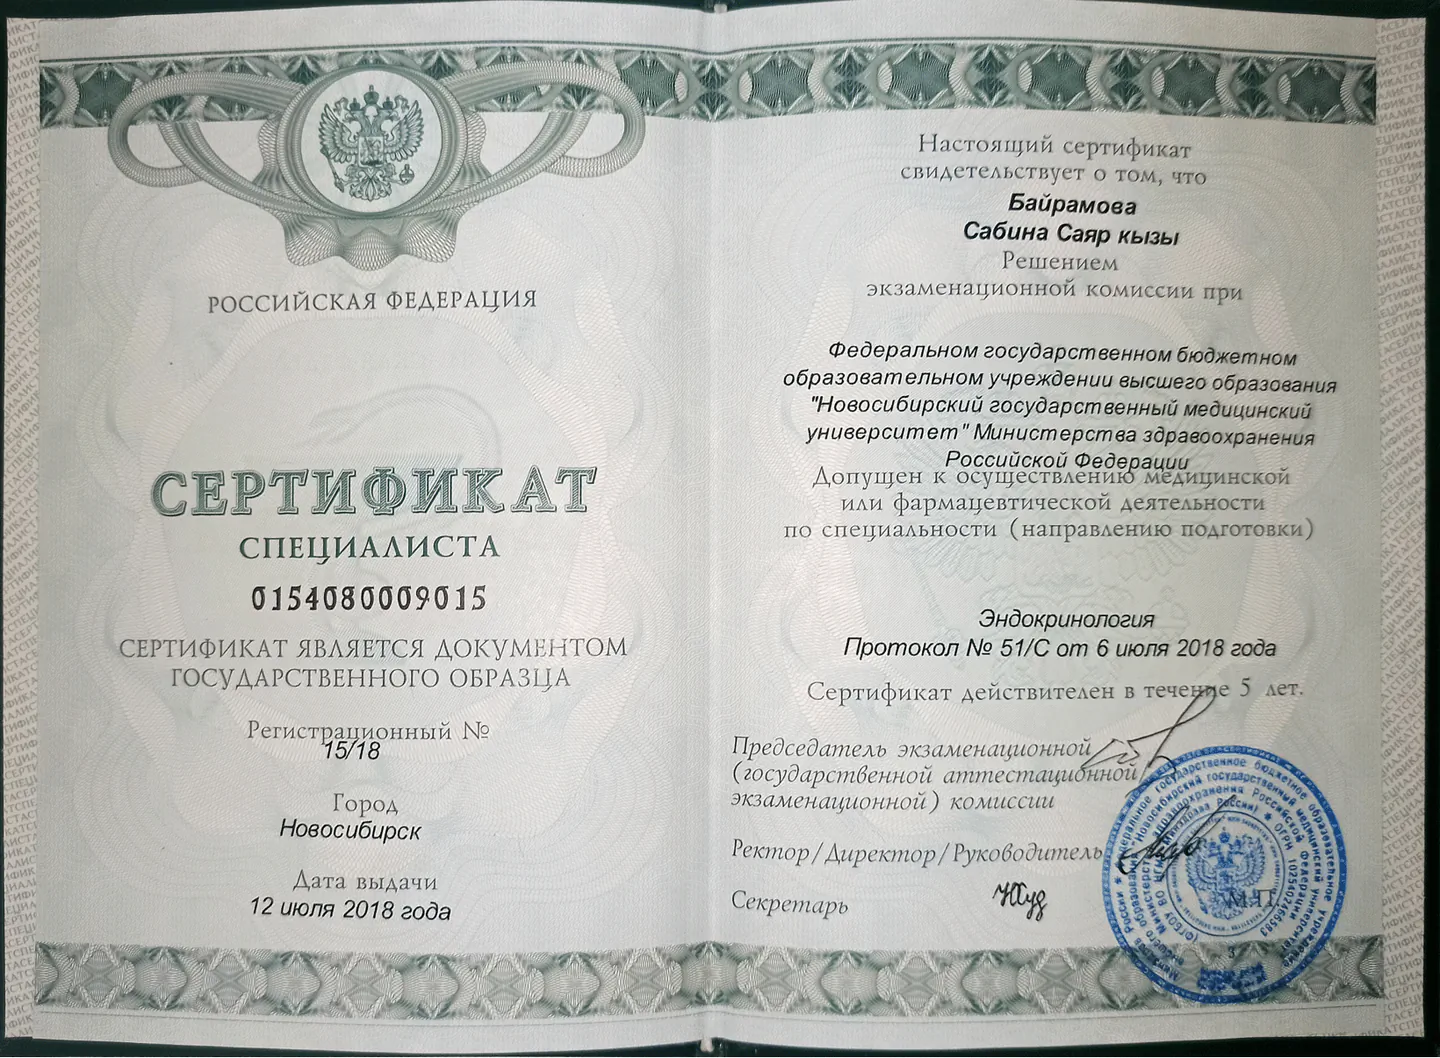 РОССИЙСКАЯ ФЕДЕРАЦИЯ
СЕРТИФИКАТ
СПЕЦИАЛИСТА
0154080009015
СЕРТИФИКАТ ЯВЛЯЕТСЯ ДОКУМЕНТОМ
ГОСУДАРСТВЕННОГО ОБРАЗЦА
Регистрационный №
15/18
Город
Новосибирск
Дата выдачи
12 июля 2018 года
Настоящий сертификат
свидетельствует о том, что
Байрамова
Сабина Саяр кызы
Решением
экзаменационной комиссии при
Федеральном государственном бюджетном
образовательном учреждении высшего образования
"Новосибирский государственный медицинский
университет" Министерства здравоохранения
Российской Федерации
Допущен к осуществлению медицинской
или фармацевтической деятельности
по специальности (направлению подготовки)
Эндокринология
Протокол № 51/С от 6 июля 2018 года
Сертификат действителен в течение 5 лет.
Председатель экзаменационной
(государственной аттестационной
экзаменационной) комиссии
Ректор/Директор/Руководитель
Секретарь
М.П.